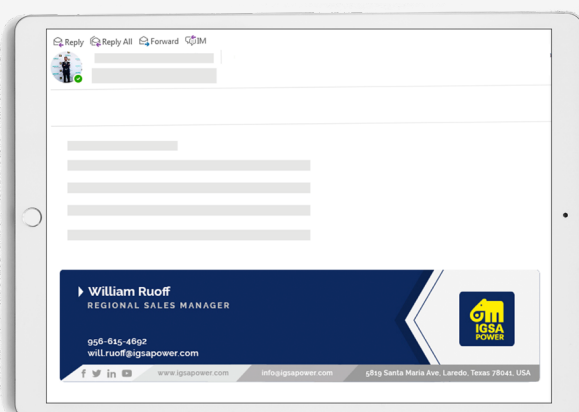 Reply Reply All Forward IM
William Ruoff
REGIONAL SALES MANAGER
956-615-4692
will.ruoff@igsapower.com
IGSA
POWER
www.igsapower.com info@igsapower.com 5819 Santa Maria Ave, Laredo, Texas 78041, USA